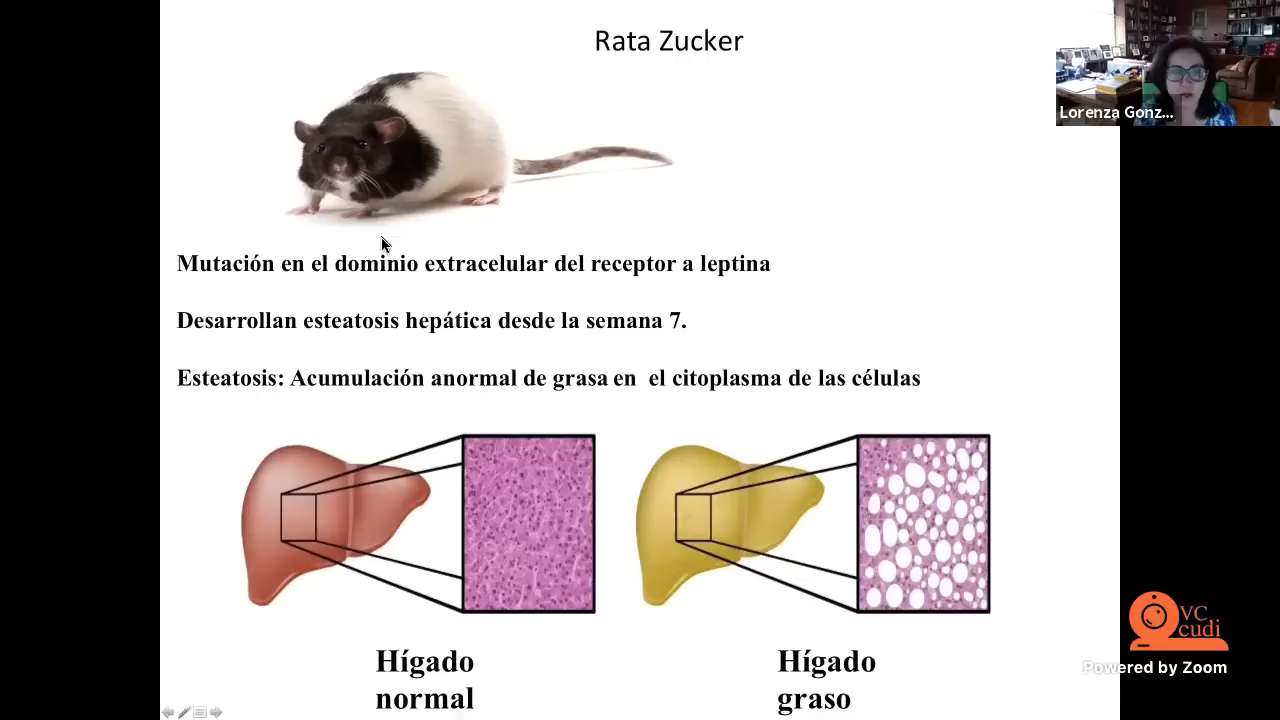 Rata Zucker
Lorenza Gonz...
Mutación en el dominio extracelular del receptor a leptina
Desarrollan esteatosis hepática desde la semana 7.
Esteatosis: Acumulación anormal de grasa en el citoplasma de las células
Hígado
normal
Hígado
graso
VC
cudi
Powered by Zoom